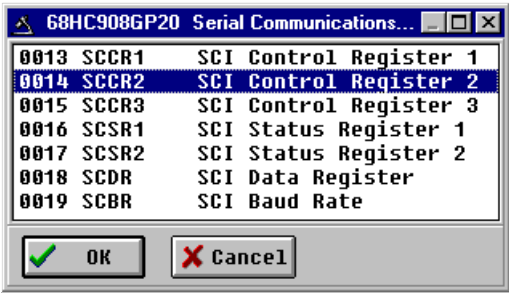 68HC908GP20 Serial Communications...
0013 SCCR1 SCI Control Register 1
0014 SCCR2 SCI Control Register 2
0015 SCCR3 SCI Control Register 3
0016 SCSR1 SCI Status Register 1
0017 SCSR2 SCI Status Register 2
0018 SCDR SCI Data Register
0019 SCBR SCI Baud Rate
OK Cancel